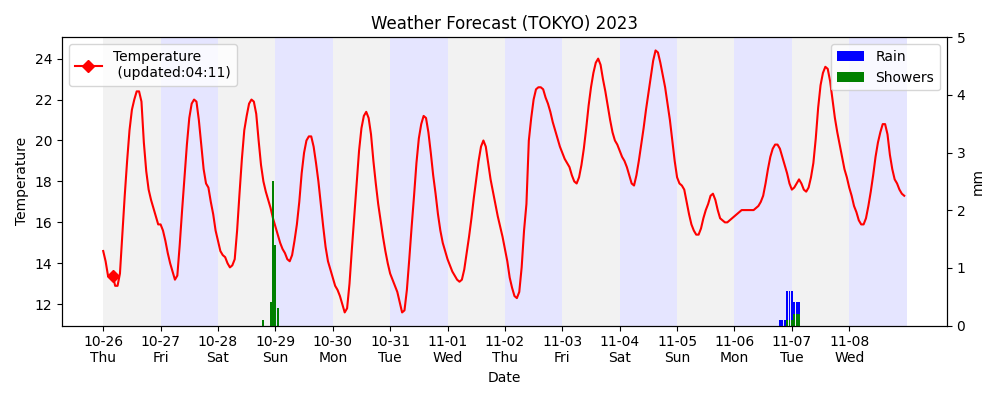 Weather Forecast (TOKYO) 2023
Temperature
(updated:04:11)
Rain
Showers
Temperature
24
22
20
18
16
14
12
5
4
3
2
1
0
mm
10-26 10-27 10-28 10-29 10-30 10-31 11-01 11-02 11-03 11-04 11-05 11-06 11-07 11-08
Thu Fri Sat Sun Mon Tue Wed Thu Fri Sat Sun Mon Tue Wed
Date